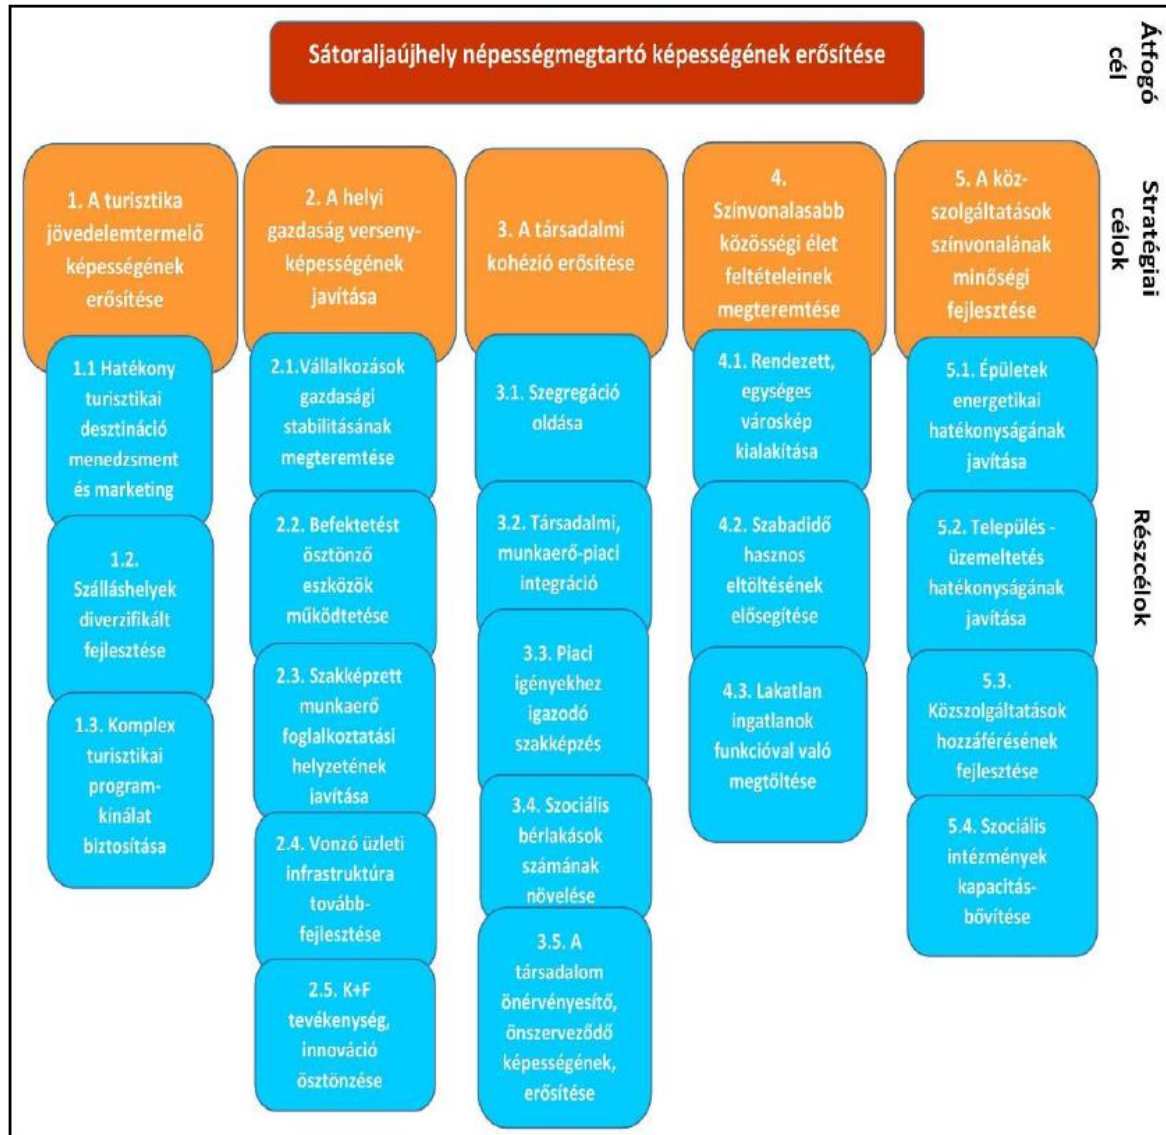 Sátoraljaújhely népességmegtartó képességének erősítése
Átfogó
cél
1. A turisztika
jövedelemtermelő
képességének
erősítése
2. A helyi
gazdaság verseny-
képességének
javítása
3. A társadalmi
kohézió erősítése
4.
Színvonalasabb
közösségi élet
feltételeinek
megteremtése
5. A köz-
szolgáltatások
színvonalának
minőségi
fejlesztése
Stratégiai
célok
1.1 Hatékony
turisztikai
desztináció
menedzsment
és marketing
1.2.
Szálláshelyek
diverzifikált
fejlesztése
1.3. Komplex
turisztikai
program-
kínálat
biztosítása
2.1.Vállalkozások
gazdasági
stabilitásának
megteremtése
2.2. Befektetést
ösztönző
eszközök
működtetése
2.3. Szakképzett
munkaerő
foglalkoztatási
helyzetének
javítása
2.4. Vonzó üzleti
infrastruktúra
tovább-
fejlesztése
2.5. K+F
tevékenység,
innováció
ösztönzése
3.1. Szegregáció
oldása
3.2. Társadalmi,
munkaerő-piaci
integráció
3.3. Piaci
igényekhez
igazodó
szakképzés
3.4. Szociális
bérlakások
számának
növelése
3.5. A
társadalom
önérvényesítő,
önszerveződő
képességének,
erősítése
4.1. Rendezett,
egységes
városkép
kialakítása
4.2. Szabadidő
hasznos
eltöltésének
elősegítése
4.3. Lakatlan
ingatlanok
funkcióval való
megtöltése
5.1. Épületek
energetikai
hatékonyságának
javítása
5.2. Település -
üzemeltetés
hatékonyságának
javítása
5.3.
Közszolgáltatások
hozzáférésének
fejlesztése
5.4. Szociális
intézmények
kapacitás-
bővítése
Részcélok